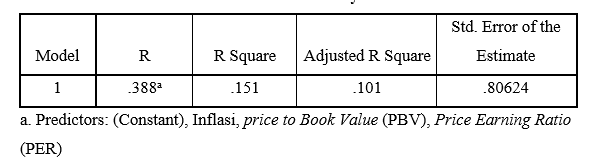 Model R R Square Adjusted R Square Std. Error of the Estimate
1 .388ᵃ .151 .101 .80624
a. Predictors: (Constant), Inflasi, price to Book Value (PBV), Price Earning Ratio
(PER)